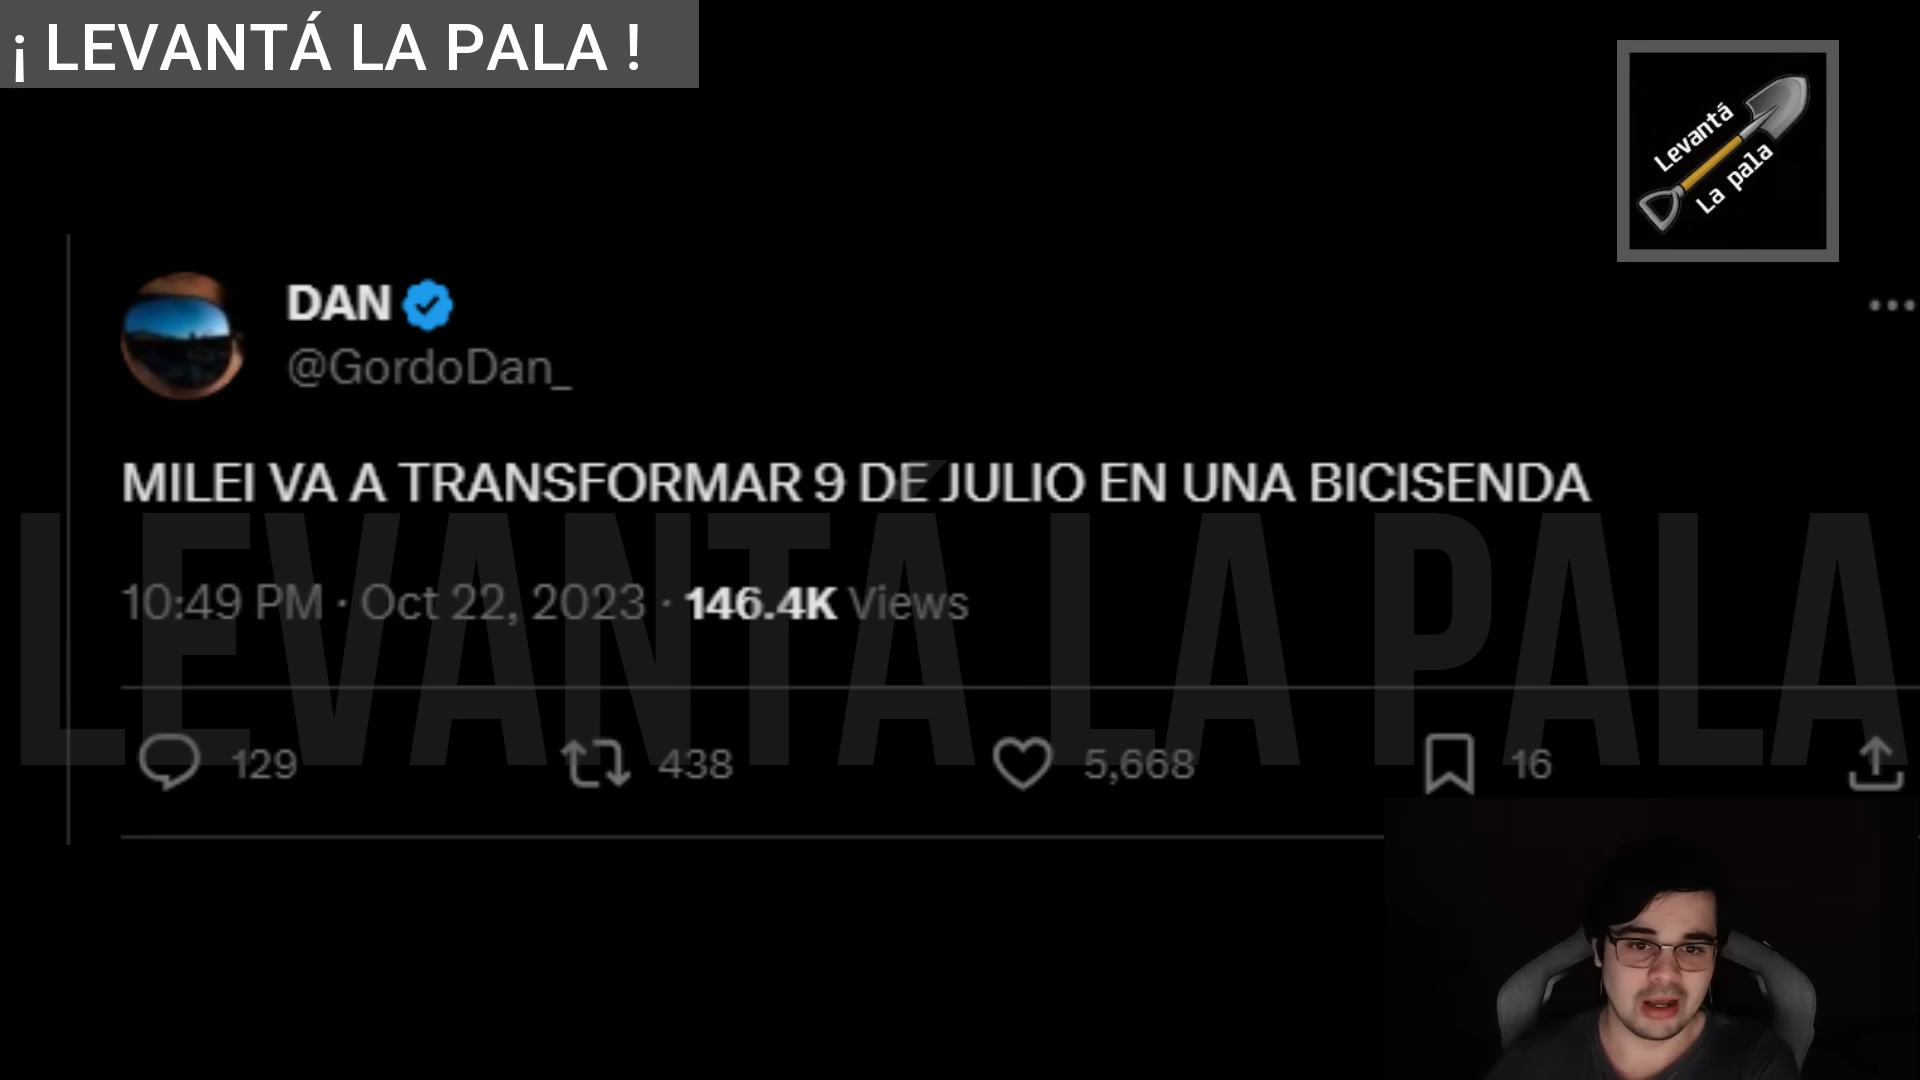 ¡ LEVANTÁ LA PALA !
Levantá
La pala
DAN
@GordoDan_
MILEI VA A TRANSFORMAR 9 DE JULIO EN UNA BICISENDA
LEVANTÁ LA PALA
10:49 PM · Oct 22, 2023 · 146.4K Views
129 438 5,668 16